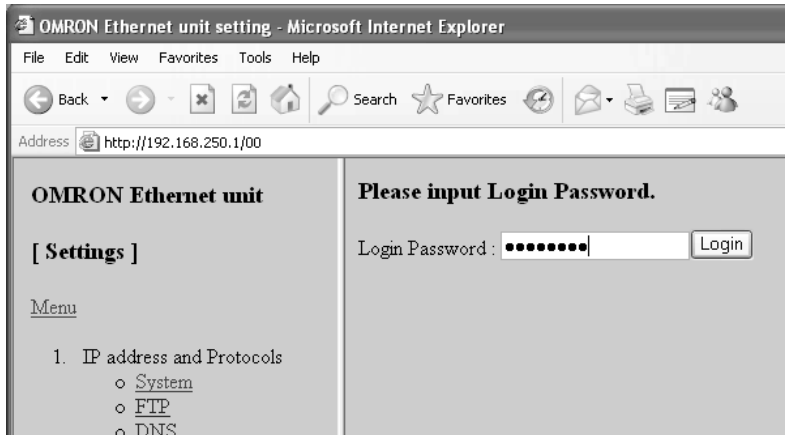 OMRON Ethernet unit setting - Microsoft Internet Explorer
File Edit View Favorites Tools Help
Back Search Favorites
Address http://192.168.250.1/00
OMRON Ethernet unit
[ Settings ]
Menu
1. IP address and Protocols
System
FTP
DNS
Please input Login Password.
Login Password : ●●●●●●●● Login